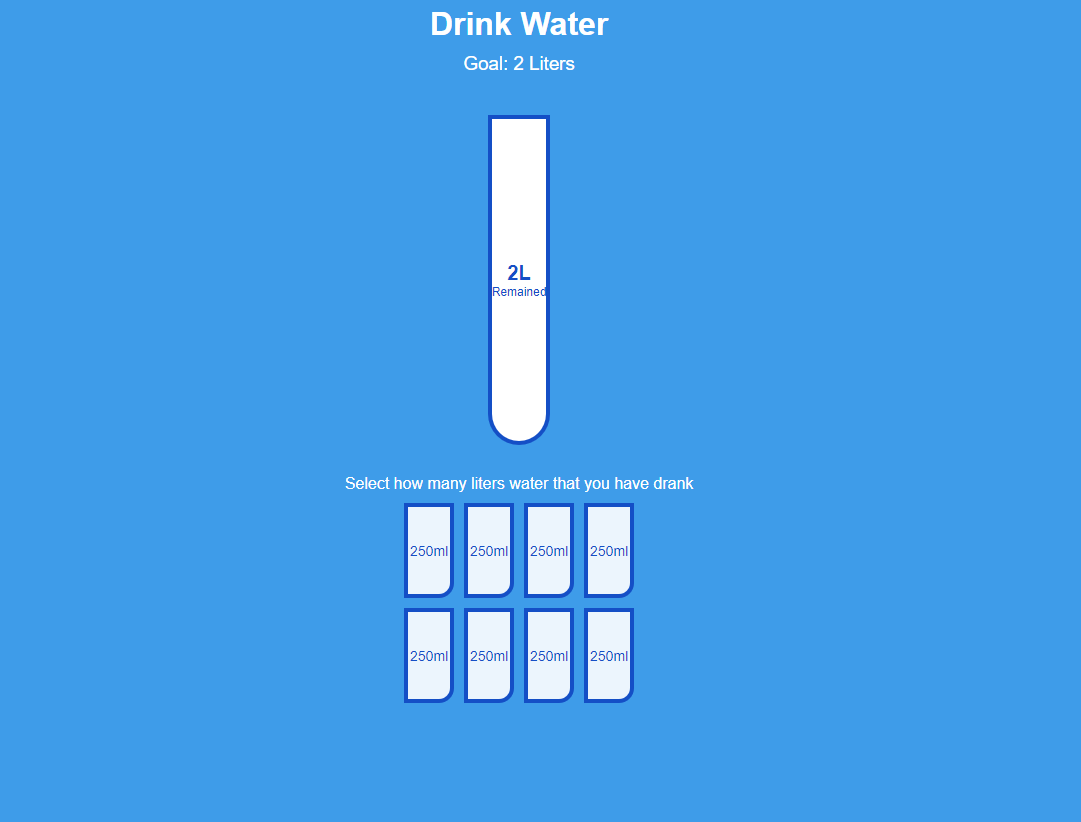 Drink Water
Goal: 2 Liters
2L
Remained
Select how many liters water that you have drank
250ml 250ml 250ml 250ml
250ml 250ml 250ml 250ml